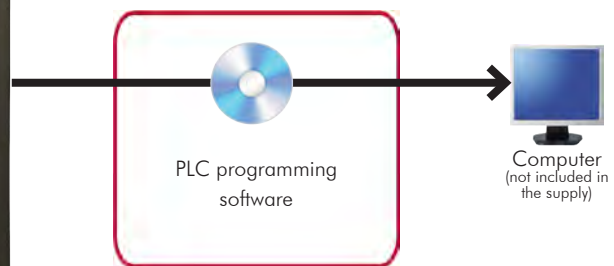 PLC programming
software
Computer
(not included in
the supply)